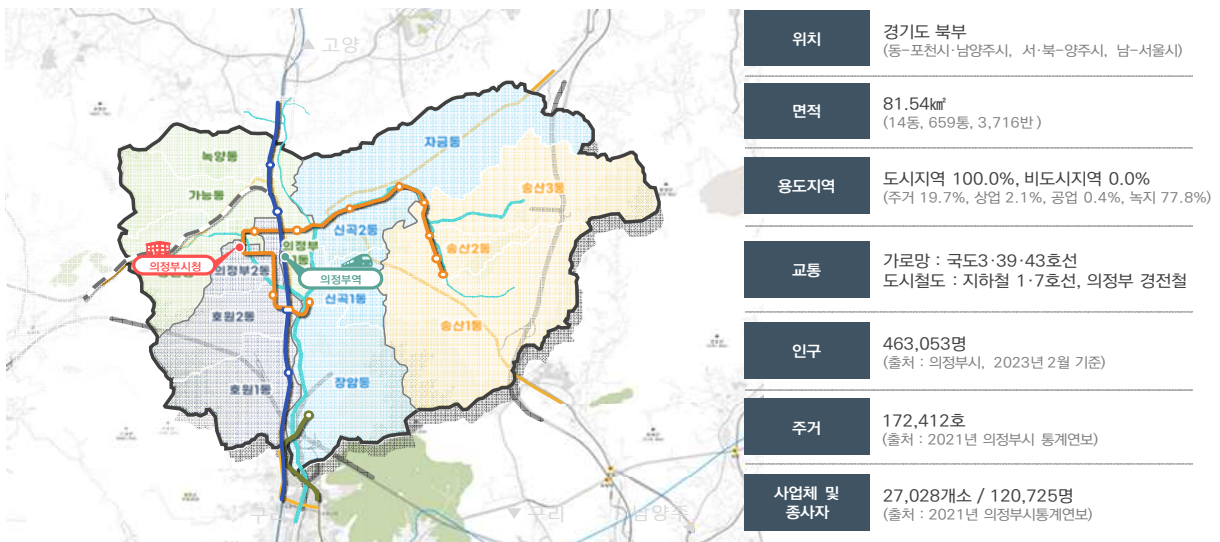 ▲ 고양
녹양동
자금동
가능동
송산3동
신곡2동
의정부
1동
송산2동
의정부시청
의정부2동
의정부역
신곡1동
호원2동
송산1동
호원1동
장암동
▼ 구리
남양주
위치
경기도 북부
(동-포천시·남양주시, 서·북-양주시, 남-서울시)
면적
81.54㎢
(14동, 659통, 3,716반)
용도지역
도시지역 100.0%, 비도시지역 0.0%
(주거 19.7%, 상업 2.1%, 공업 0.4%, 녹지 77.8%)
교통
가로망 : 국도3·39·43호선
도시철도 : 지하철 1·7호선, 의정부 경전철
인구
463,053명
(출처 : 의정부시, 2023년 2월 기준)
주거
172,412호
(출처 : 2021년 의정부시 통계연보)
사업체 및
종사자
27,028개소 / 120,725명
(출처 : 2021년 의정부시통계연보)